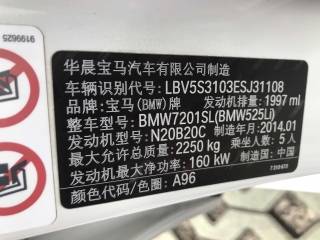 9199625
华晨宝马汽车有限公司制造
车辆识别代号: LBV5S3103ESJ31108
品牌: 宝马(BMW)牌 发动机排量: 1997 ml
整车型号: BMW7201SL(BMW525Li)
发动机型号: N20B20C 制造年月: 2014.01
最大允许总质量: 2250 kg 乘坐人数: 5 人
发动机最大净功率: 160 kW 制造国: 中国
颜色代码/色圈: A96